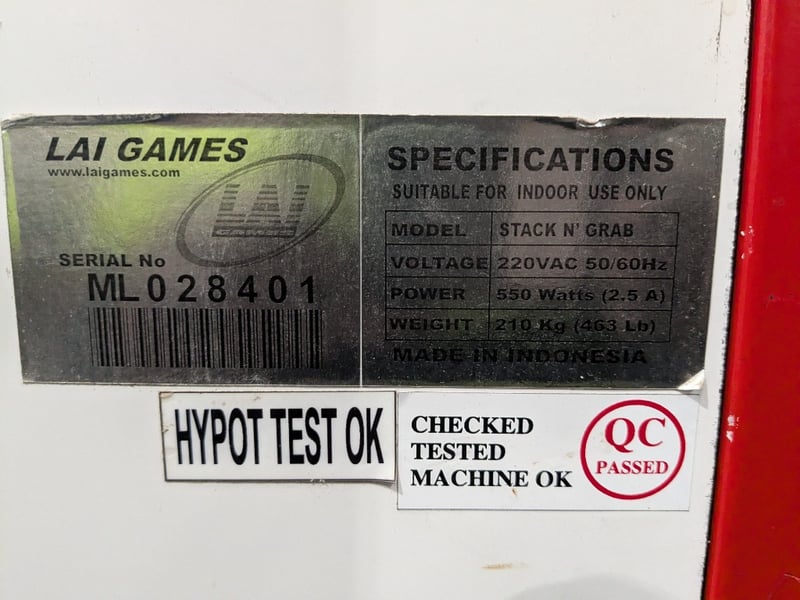 LAI GAMES
www.laigames.com
LAI
GAMES
SERIAL No
ML028401
SPECIFICATIONS
SUITABLE FOR INDOOR USE ONLY
MODEL STACK N' GRAB
VOLTAGE 220VAC 50/60Hz
POWER 550 Watts (2.5 A)
WEIGHT 210 Kg (463 Lb)
MADE IN INDONESIA
HYPOT TEST OK
CHECKED
TESTED
MACHINE OK
QC
PASSED